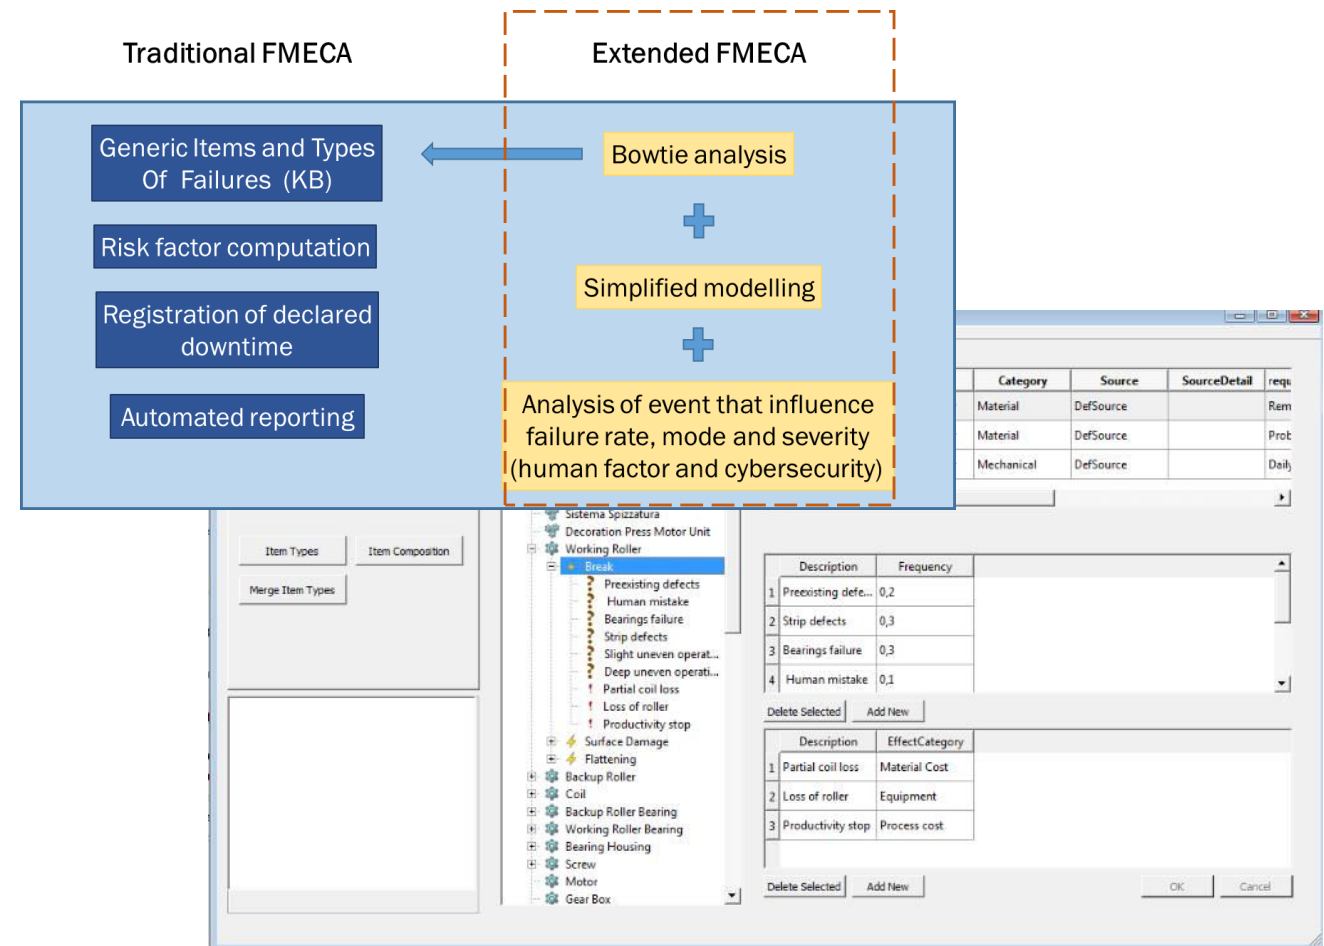 Traditional FMECA
Extended FMECA
Generic Items and Types
Of Failures (KB)
Risk factor computation
Registration of declared
downtime
Automated reporting
Bowtie analysis
Simplified modelling
Analysis of event that influence
failure rate, mode and severity
(human factor and cybersecurity)
Category Source SourceDetail requ
Material DefSource Rem
Material DefSource Prob
Mechanical DefSource Daily
Item Types Item Composition
Merge Item Types
Sistema Spizzatura
Decoration Press Motor Unit
Working Roller
Break
Preexisting defects
Human mistake
Bearings failure
Strip defects
Slight uneven operat...
Deep uneven operati...
Partial coil loss
Loss of roller
Productivity stop
Surface Damage
Flattening
Backup Roller
Coil
Backup Roller Bearing
Working Roller Bearing
Bearing Housing
Screw
Motor
Gear Box
Description Frequency
1 Preexisting defe... 0,2
2 Strip defects 0,3
3 Bearings failure 0,3
4 Human mistake 0,1
Delete Selected Add New
Description EffectCategory
1 Partial coil loss Material Cost
2 Loss of roller Equipment
3 Productivity stop Process cost
Delete Selected Add New
OK Cancel